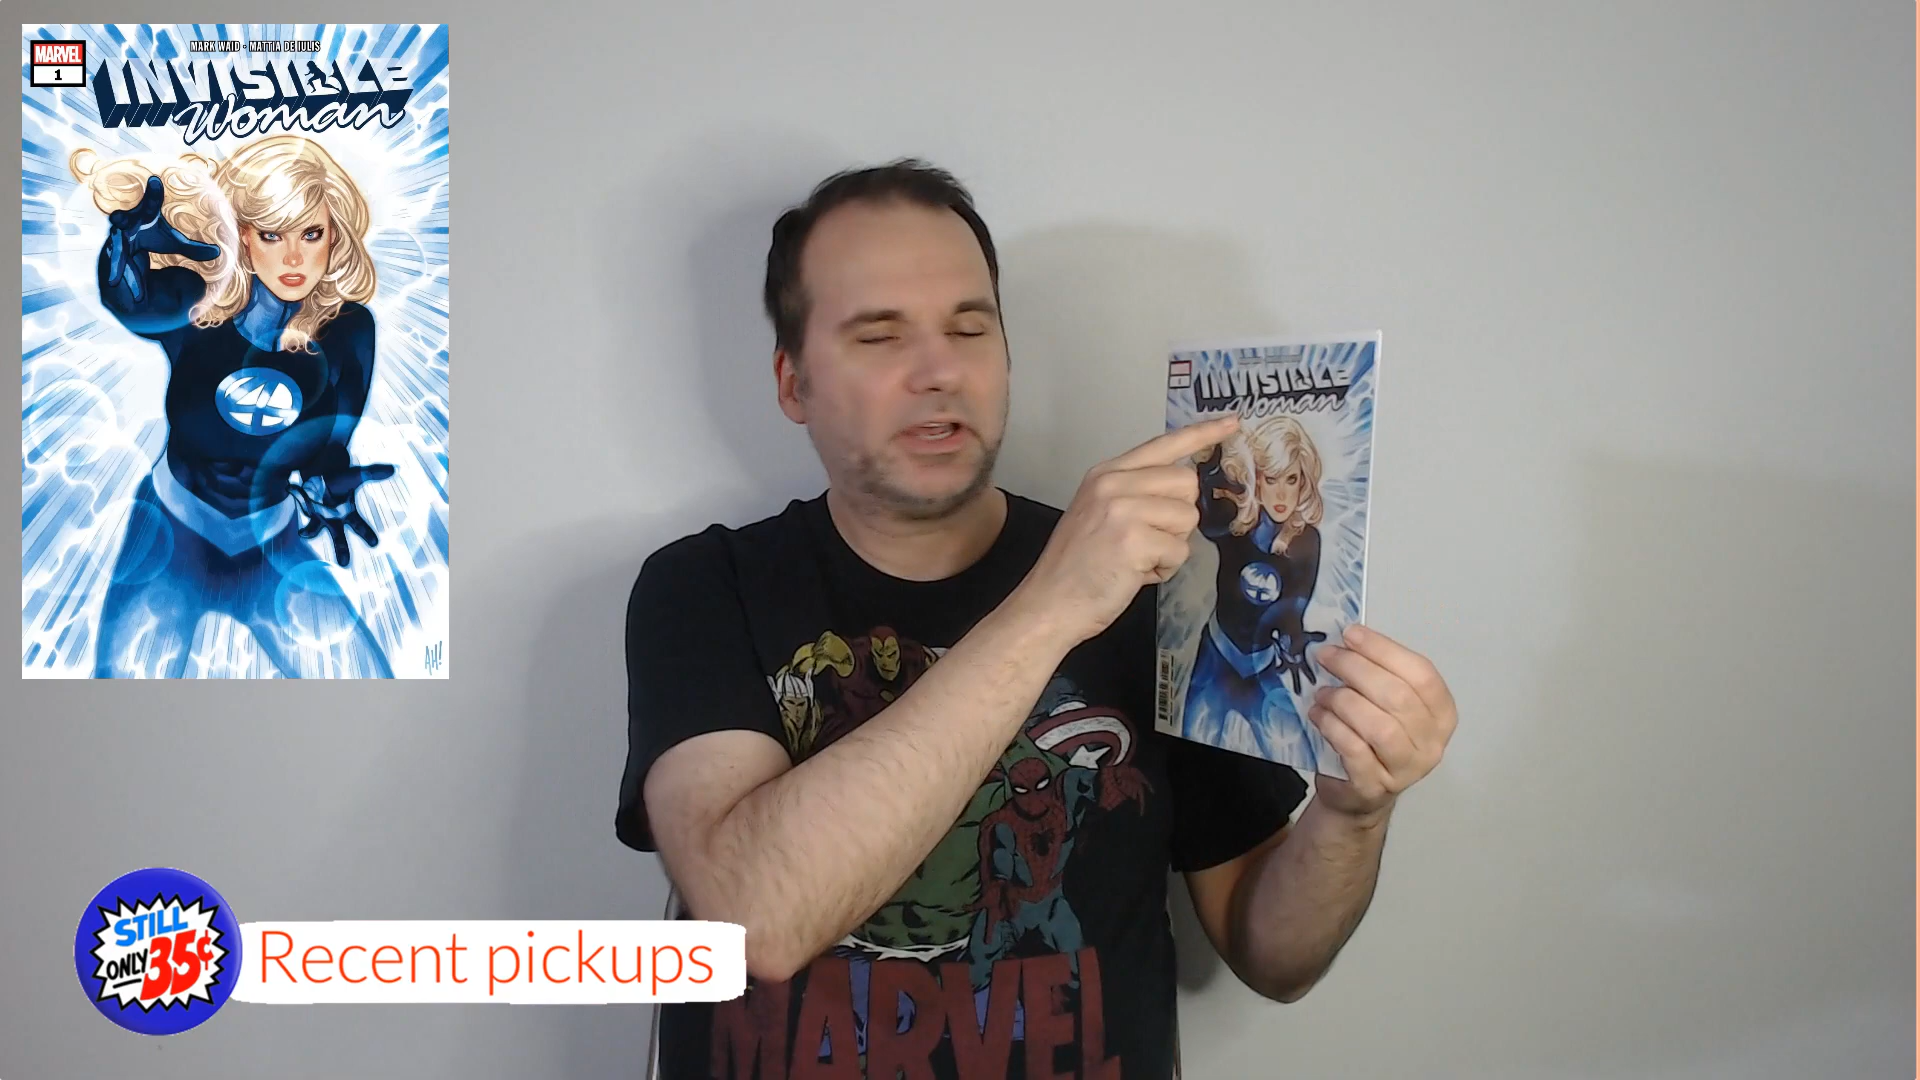 MARK WAID · MATTIA DE IULIS
MARVEL
1
INVISIBLE
Woman
AH!
INVISIBLE
Woman
STILL
ONLY 35¢
Recent pickups
MARVEL